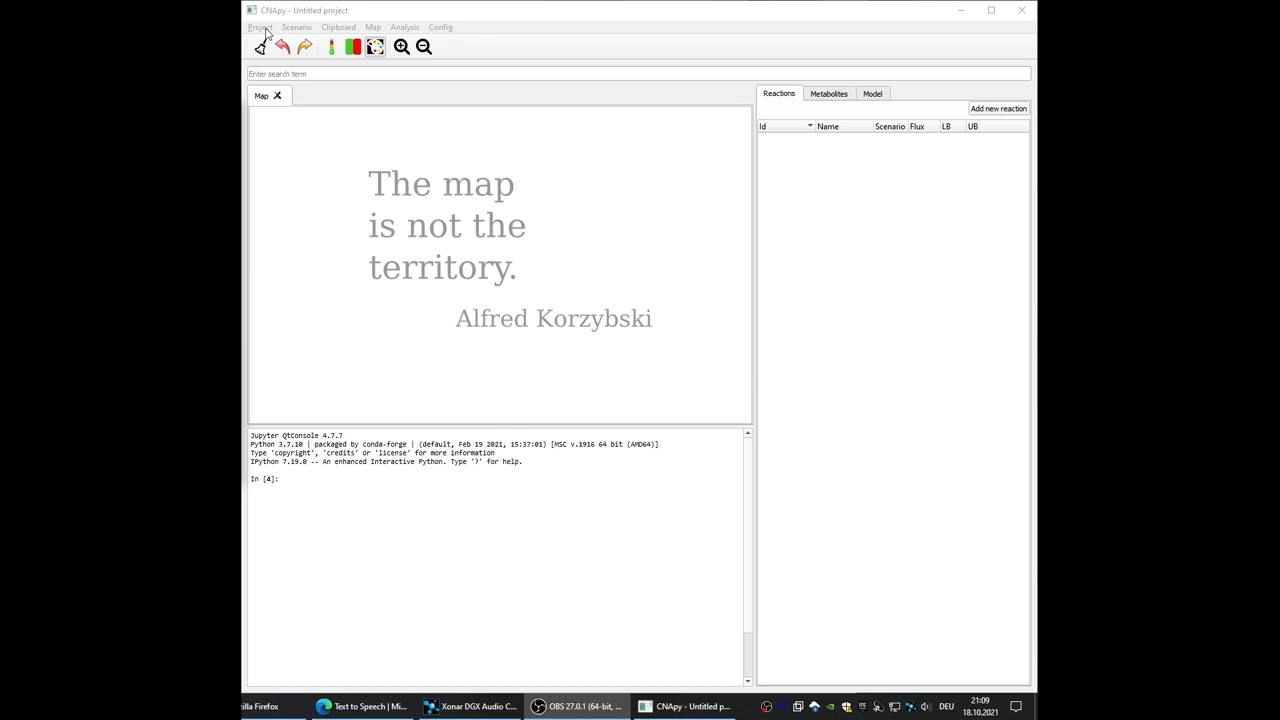 CNApy - Untitled project
Project Scenario Clipboard Map Analysis Config
Enter search term
Map
Reactions Metabolites Model
Add new reaction
Id Name Scenario Flux LB UB
The map
is not the
territory.
Alfred Korzybski
Jupyter QtConsole 4.7.7
Python 3.7.10 | packaged by conda-forge | (default, Feb 19 2021, 15:37:01) [MSC v.1916 64 bit (AMD64)]
Type 'copyright', 'credits' or 'license' for more information
IPython 7.19.0 -- An enhanced Interactive Python. Type '?' for help.
In [4]:
zilla Firefox Text to Speech | Mi... Xonar DGX Audio C... OBS 27.0.1 (64-bit, ... CNApy - Untitled p... DEU 21:09
18.10.2021